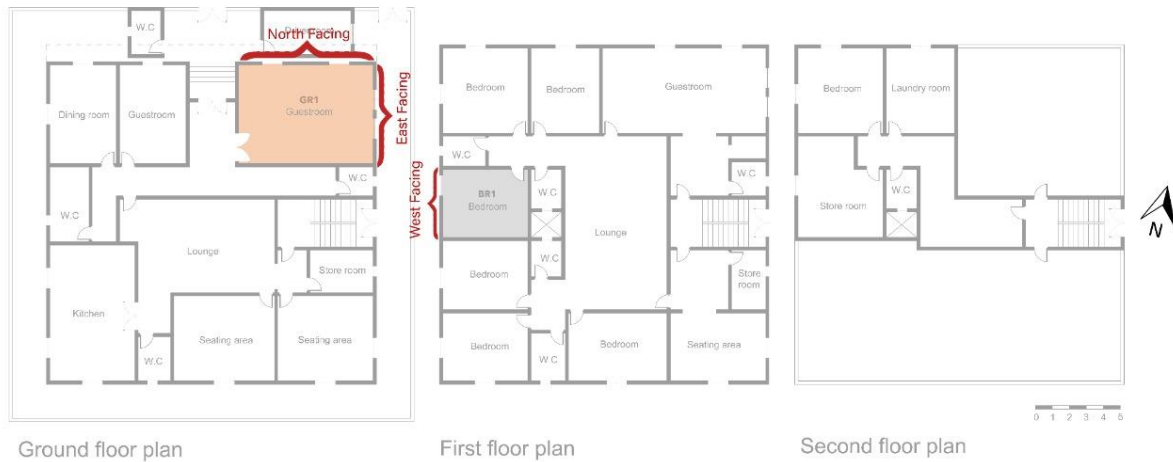 W.C
Driver room
North Facing
GR1
Guestroom
Dining room
Guestroom
East Facing
W.C
W.C
Lounge
Store room
Kitchen
Seating area
Seating area
W.C
Ground floor plan
Bedroom
Bedroom
Guestroom
W.C
West Facing
BR1
Bedroom
W.C
W.C
Lounge
W.C
Bedroom
Store
room
Bedroom
W.C
Bedroom
Seating area
First floor plan
Bedroom
Laundry room
Store room
W.C
N
0 1 2 3 4 5
Second floor plan